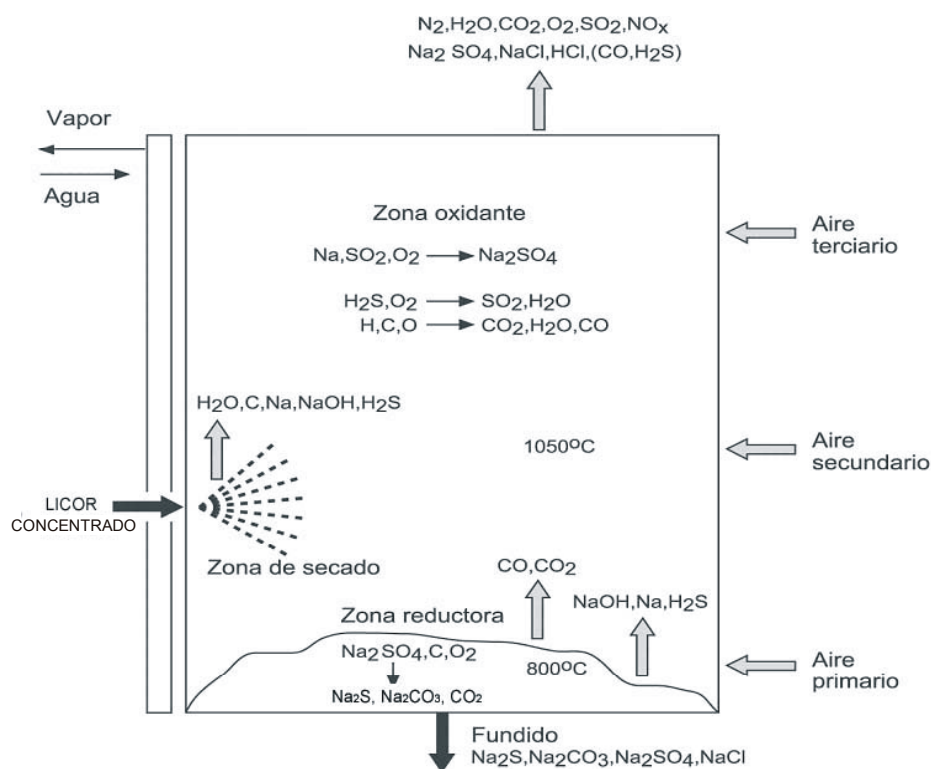 N₂,H₂O,CO₂,O₂,SO₂,NOₓ
Na₂ SO₄,NaCl,HCl,(CO,H₂S)
Vapor
Agua
Zona oxidante
Na,SO₂,O₂ → Na₂SO₄
H₂S,O₂ → SO₂,H₂O
H,C,O → CO₂,H₂O,CO
Aire
terciario
H₂O,C,Na,NaOH,H₂S
1050ºC
Aire
secundario
LICOR
CONCENTRADO
Zona de secado
CO,CO₂
NaOH,Na,H₂S
Zona reductora
Na₂SO₄,C,O₂
800ºC
Na₂S, Na₂CO₃, CO₂
Aire
primario
Fundido
Na₂S,Na₂CO₃,Na₂SO₄,NaCl